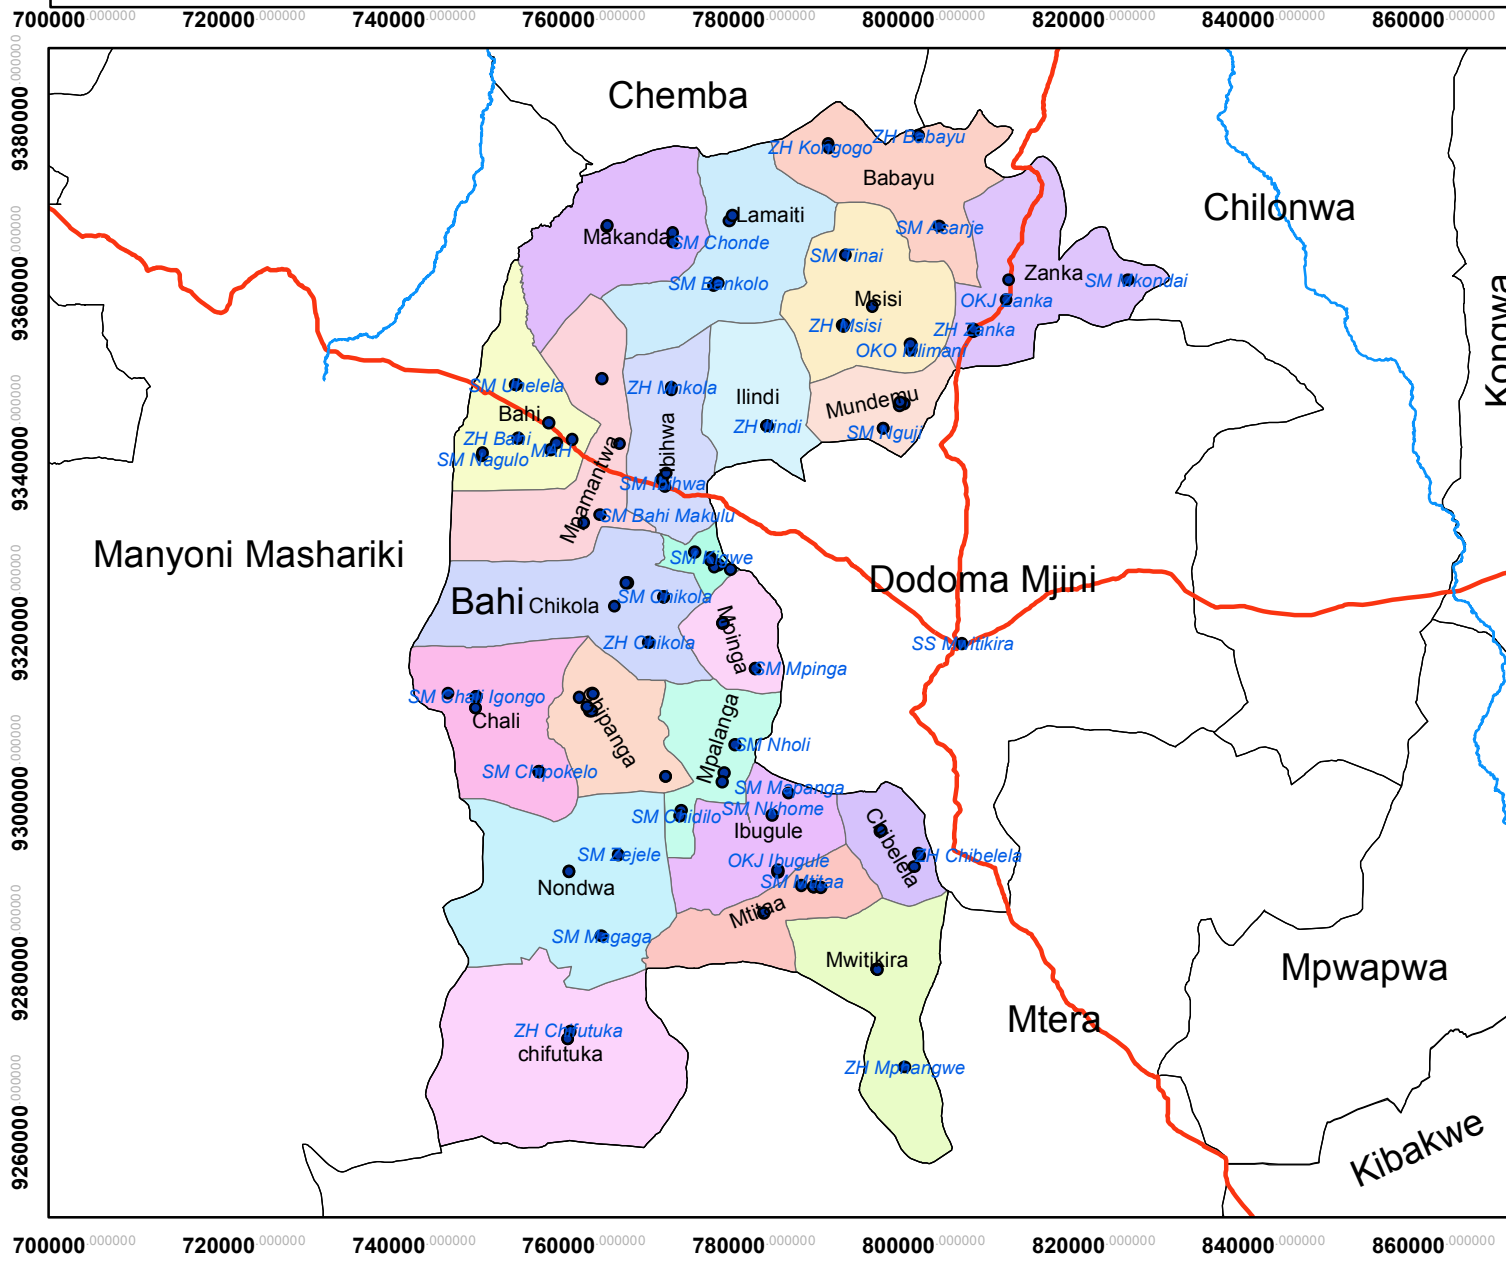 700000.000000 720000.000000 740000.000000 760000.000000 780000.000000 800000.000000 820000.000000 840000.000000 860000.000000
9380000.000000
9360000.000000
9340000.000000
9320000.000000
9300000.000000
9280000.000000
9260000.000000
Chemba
ZH Babayu
ZH Kongogo
Babayu
Chilonwa
Lamaiti
SM Asanje
Makanda
SM Chonde
SM Tinai
Zanka
SM Mkondai
SM Bankolo
Msisi
OKJ Zanka
ZH Msisi
ZH Zanka
OKO Mlimani
Kongwa
SM Uhelela
ZH Mnkola
Ilindi
Mundemu
Bahi
ZH Ilindi
SM Nguji
ZH Bahi
MAH
SM Nagulo
Ibihwa
Mpamantwa
SM Ibihwa
SM Bahi Makulu
Manyoni Mashariki
SM Kigwe
Dodoma Mjini
Bahi
Chikola
SM Chikola
Mpinga
ZH Chikola
SS Mwitikira
SM Mpinga
SM Chali Igongo
Chali
Chipanga
Mpalanga
SM Nholi
SM Chipokelo
SM Mapanga
SM Nkhome
SM Chidilo
Ibugule
Chibelela
SM Zejele
OKJ Ibugule
ZH Chibelela
Nondwa
SM Mtitaa
Mtitaa
SM Magaga
Mwitikira
Mpwapwa
Mtera
ZH Chifutuka
chifutuka
ZH Mphangwe
Kibakwe
700000.000000 720000.000000 740000.000000 760000.000000 780000.000000 800000.000000 820000.000000 840000.000000 860000.000000